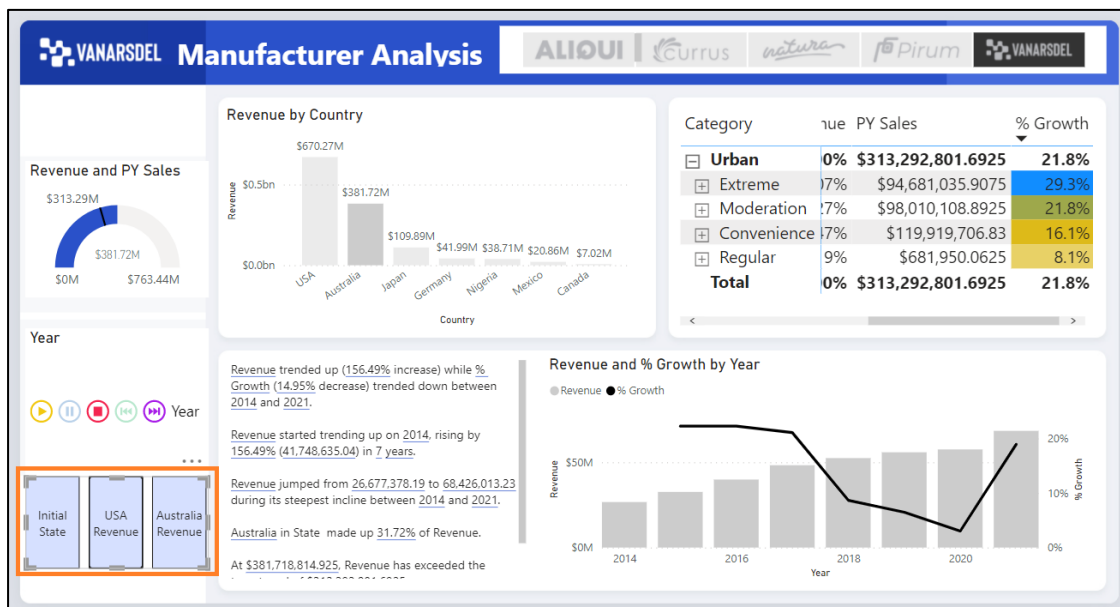 VANARSDEL
Manufacturer Analysis
ALIQUI
Currus
natura
Pirum
VANARSDEL
Revenue and PY Sales
$313.29M
$381.72M
$0M
$763.44M
Year
Year
Initial
State
USA
Revenue
Australia
Revenue
Revenue by Country
Revenue
$0.5bn
$0.0bn
$670.27M
$381.72M
$109.89M
$41.99M
$38.71M
$20.86M
$7.02M
USA
Australia
Japan
Germany
Nigeria
Mexico
Canada
Country
Category nue PY Sales % Growth
Urban 0% $313,292,801.6925 21.8%
Extreme 07% $94,681,035.9075 29.3%
Moderation 27% $98,010,108.8925 21.8%
Convenience 47% $119,919,706.83 16.1%
Regular 9% $681,950.0625 8.1%
Total 0% $313,292,801.6925 21.8%
Revenue trended up (156.49% increase) while %
Growth (14.95% decrease) trended down between
2014 and 2021.
Revenue started trending up on 2014, rising by
156.49% (41,748,635.04) in 7 years.
Revenue jumped from 26,677,378.19 to 68,426,013.23
during its steepest incline between 2014 and 2021.
Australia in State made up 31.72% of Revenue.
At $381,718,814.925, Revenue has exceeded the
Revenue and % Growth by Year
Revenue % Growth
Revenue
$50M
$0M
2014
2016
2018
2020
Year
20%
10%
0%
% Growth